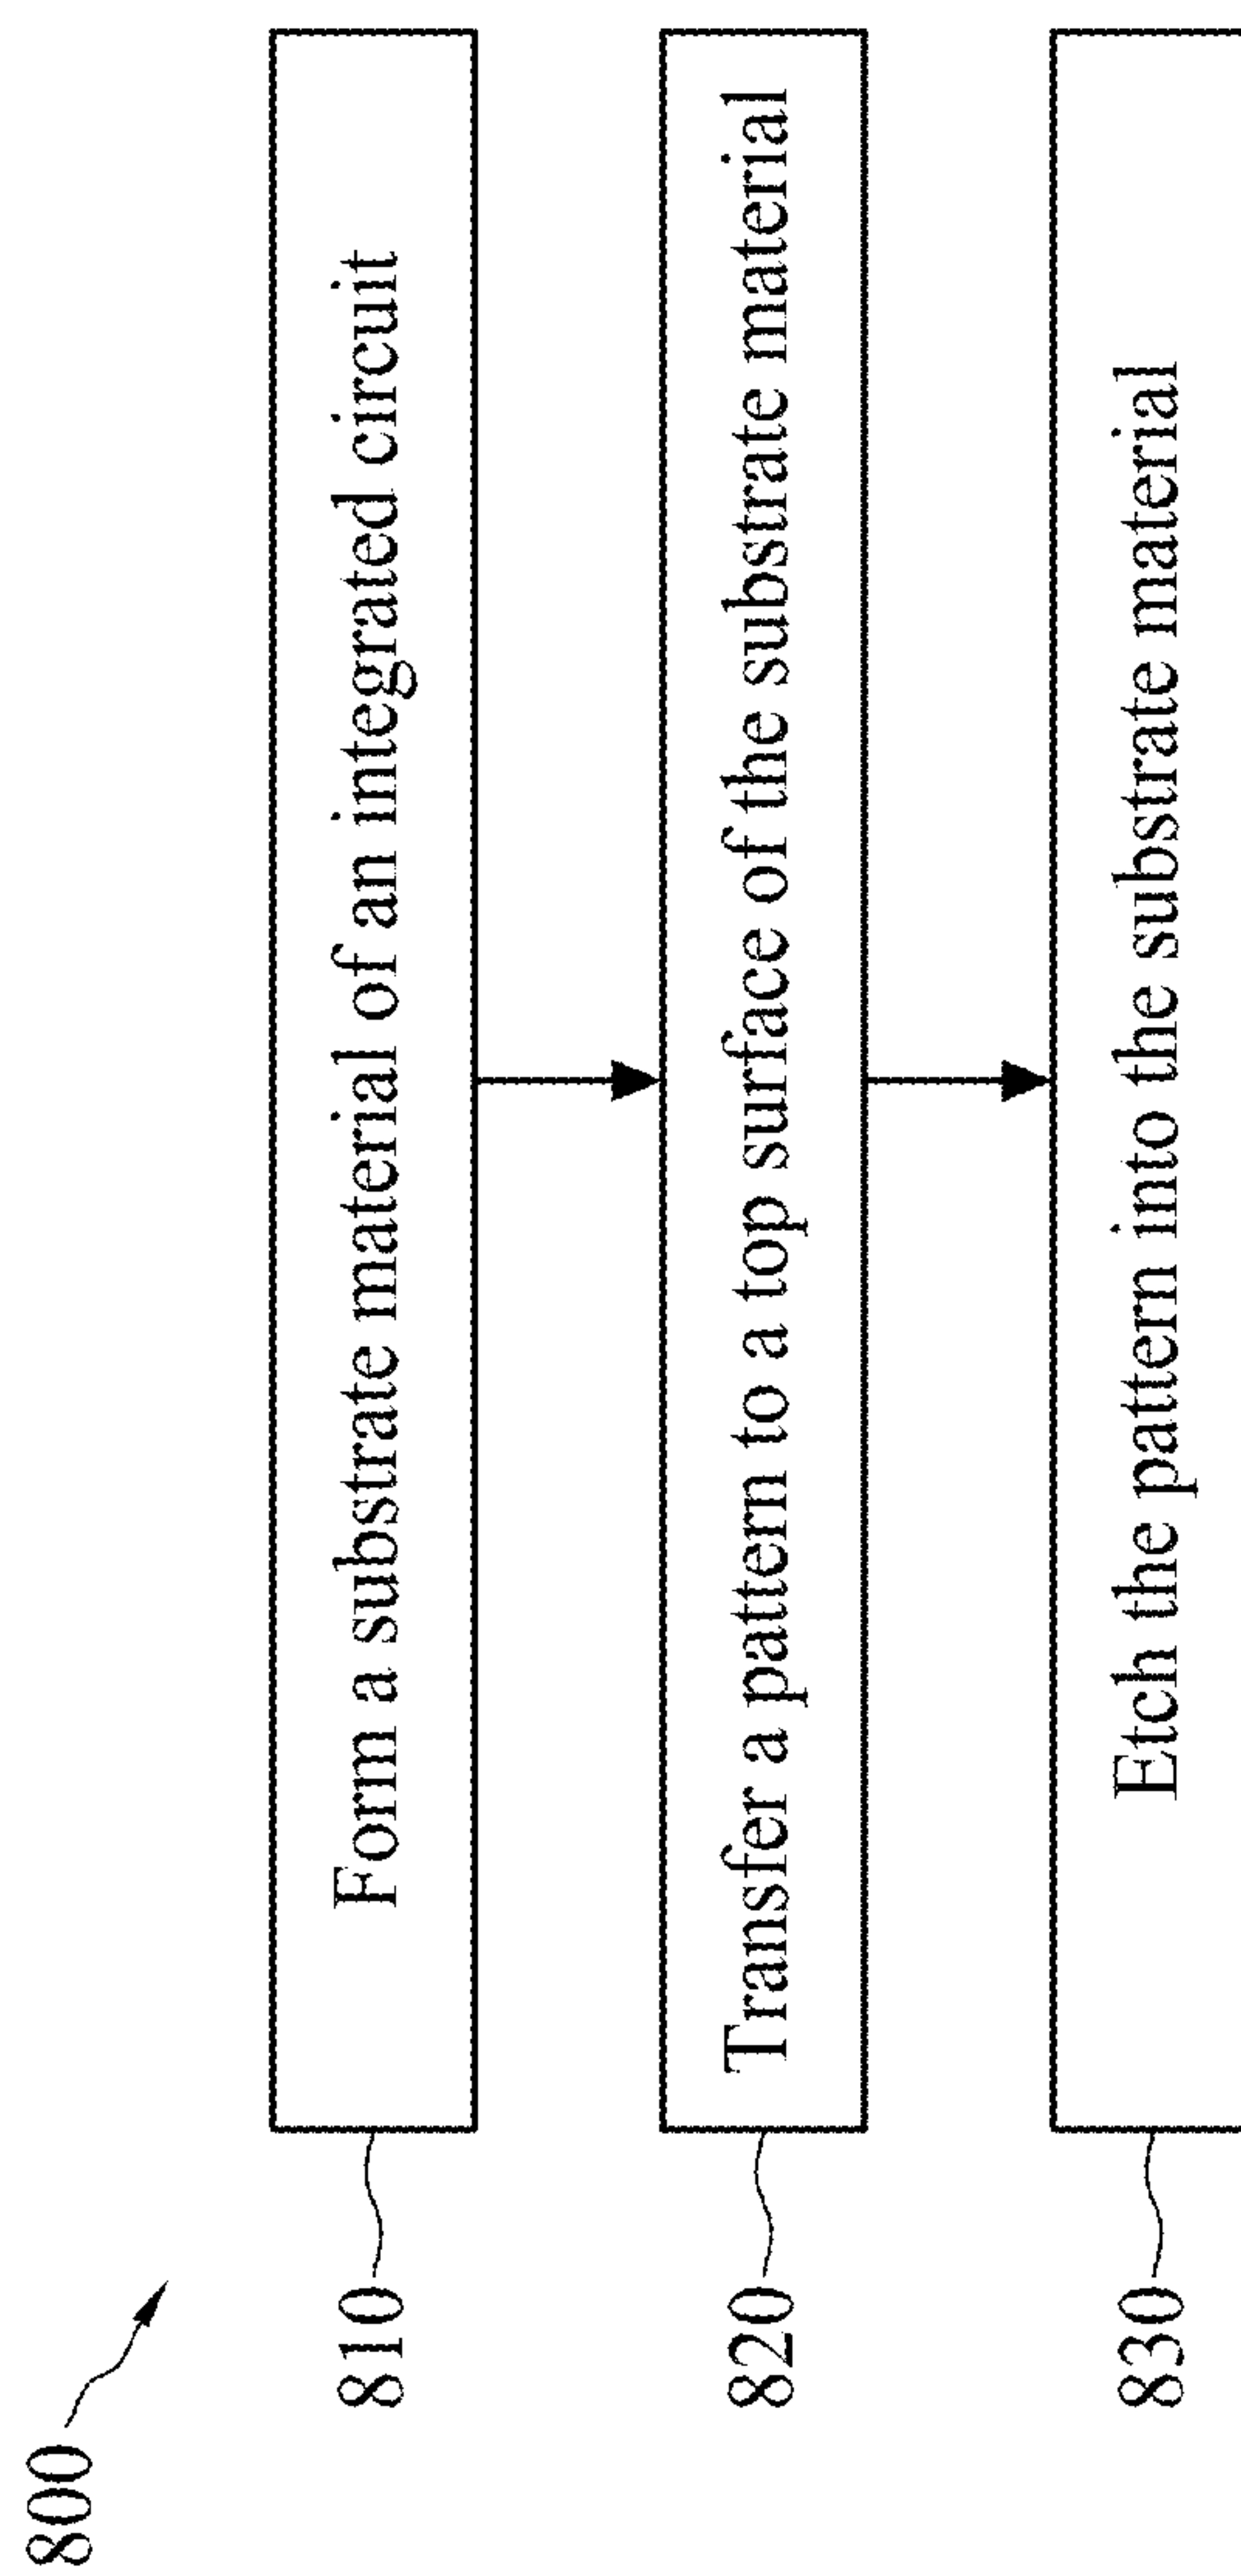 800
810
Form a substrate material of an integrated circuit
820
Transfer a pattern to a top surface of the substrate material
830
Etch the pattern into the substrate material